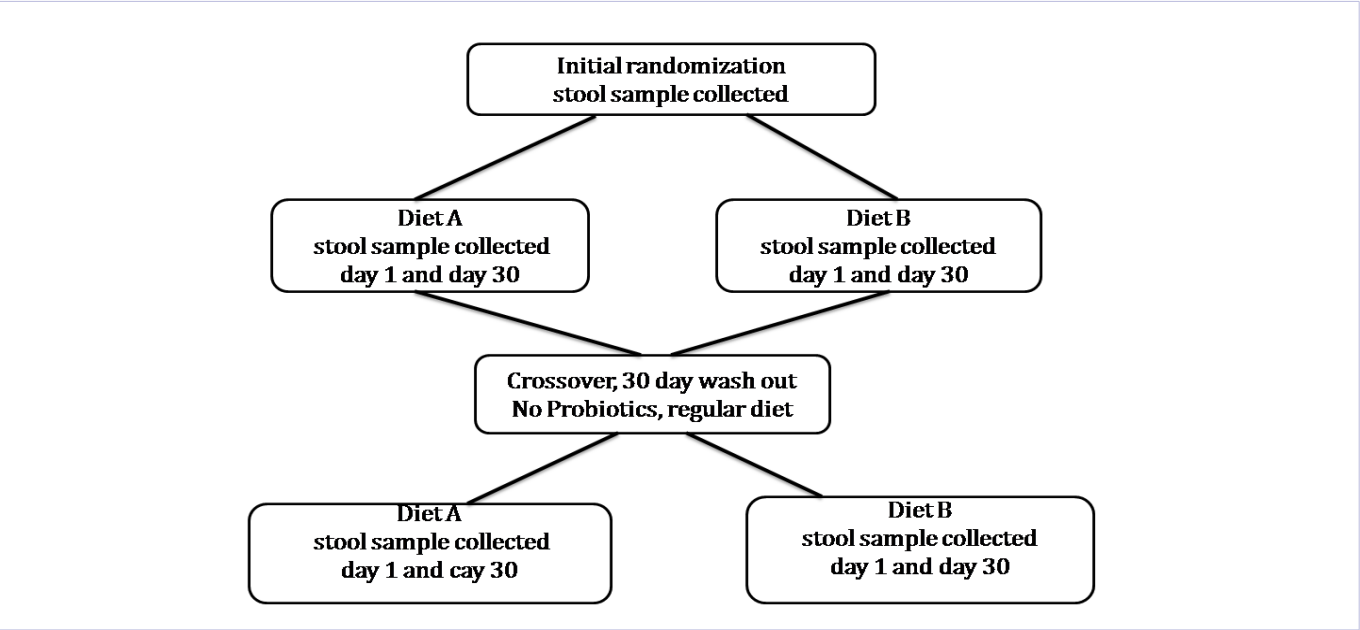 Initial randomization
stool sample collected
Diet A
stool sample collected
day 1 and day 30
Diet B
stool sample collected
day 1 and day 30
Crossover, 30 day wash out
No Probiotics, regular diet
Diet A
stool sample collected
day 1 and cay 30
Diet B
stool sample collected
day 1 and day 30